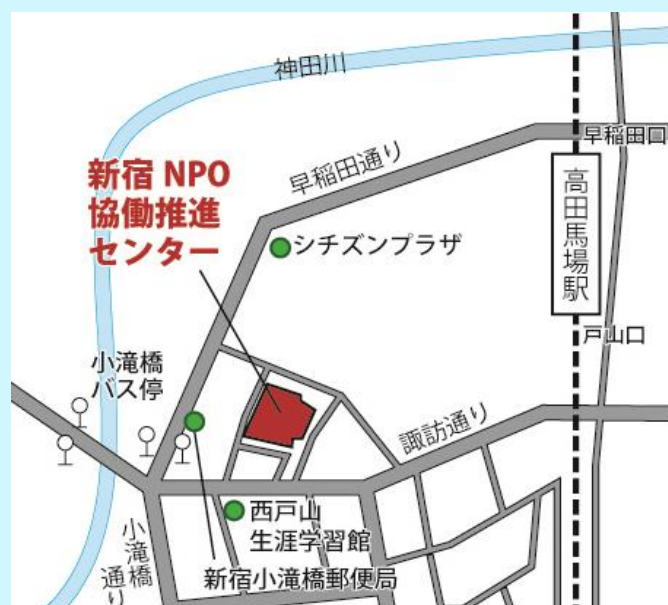 神田川
早稲田通り
早稲田口
新宿 NPO
協働推進
センター
シチズンプラザ
高田馬場駅
戸山口
小滝橋
バス停
諏訪通り
西戸山
生涯学習館
小滝橋
通り
新宿小滝橋郵便局